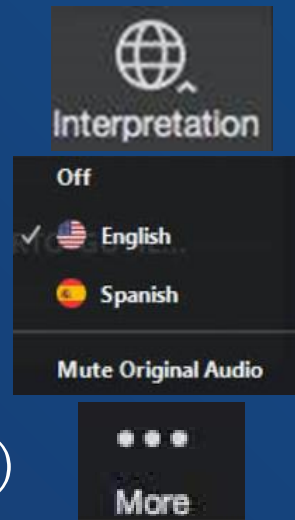 Interpretation
Off
English
Spanish
Mute Original Audio
More